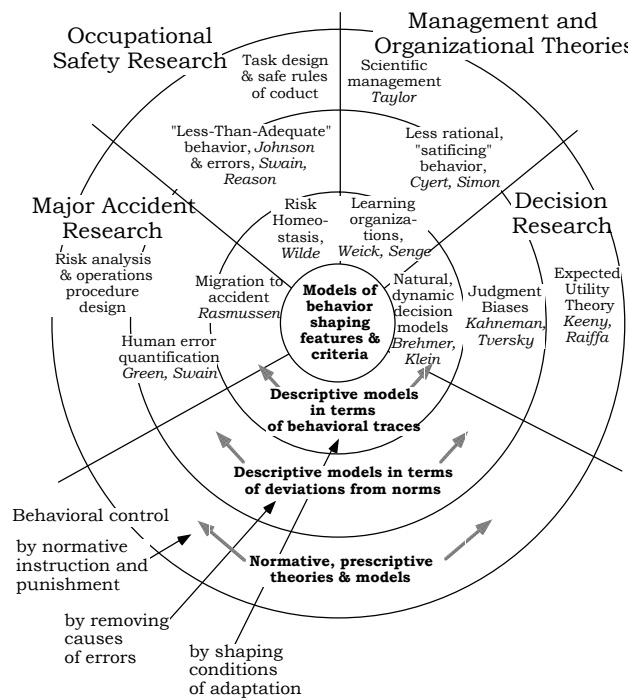 Occupational
Safety Research
Management and
Organizational Theories
Task design
& safe rules
of coduct
Scientific
management
Taylor
"Less-Than-Adequate"
behavior, Johnson
& errors, Swain,
Reason
Less rational,
"satificing"
behavior,
Cyert, Simon
Major Accident
Research
Decision
Research
Risk
Homeo-
stasis,
Wilde
Learning
organiza-
tions,
Weick, Senge
Risk analysis
& operations
procedure
design
Migration to
accident
Rasmussen
Models of
behavior
shaping
features &
criteria
Natural,
dynamic
decision
models
Brehmer,
Klein
Judgment
Biases
Kahneman,
Tversky
Expected
Utility
Theory
Keeny,
Raiffa
Human error
quantification
Green, Swain
Descriptive models
in terms
of behavioral traces
Descriptive models in terms
of deviations from norms
Normative, prescriptive
theories & models
Behavioral control
by normative
instruction and
punishment
by removing
causes
of errors
by shaping
conditions
of adaptation